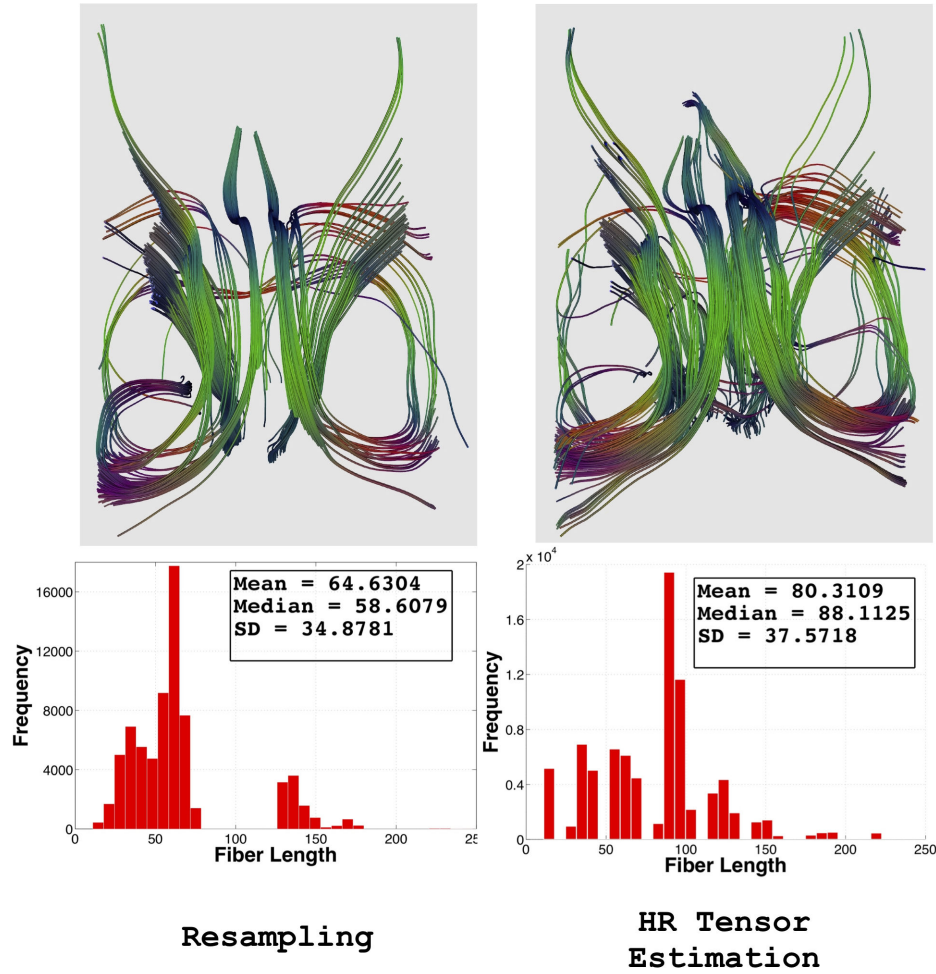 Mean = 64.6304
Median = 58.6079
SD = 34.8781
16000
12000
8000
4000
0
Frequency
0 50 100 150 200 25
Fiber Length
2 x 10^4
Mean = 80.3109
Median = 88.1125
SD = 37.5718
1.6
1.2
0.8
0.4
0
Frequency
0 50 100 150 200 250
Fiber Length
Resampling
HR Tensor
Estimation